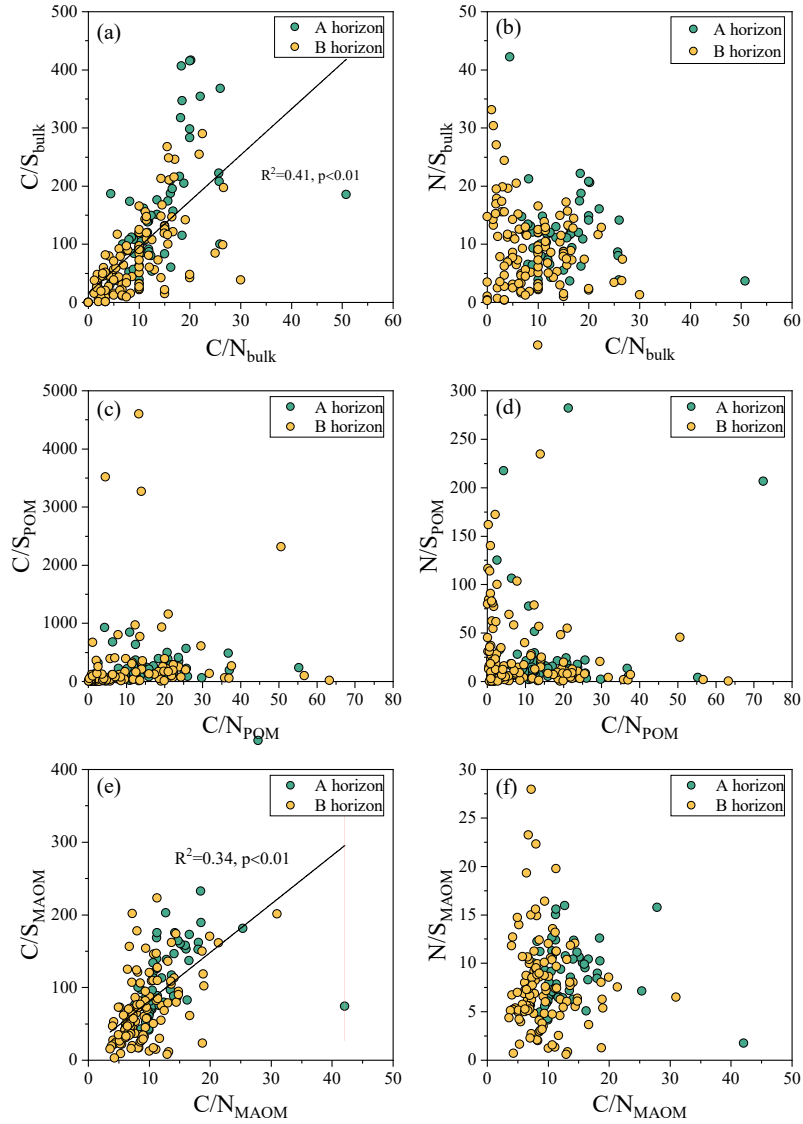 (a)
A horizon
B horizon
500
400
300
200
100
0
C/S_bulk
R²=0.41, p<0.01
0 10 20 30 40 50 60
C/N_bulk
(b)
A horizon
B horizon
50
40
30
20
10
0
N/S_bulk
0 10 20 30 40 50 60
C/N_bulk
(c)
A horizon
B horizon
5000
4000
3000
2000
1000
0
C/S_POM
0 10 20 30 40 50 60 70 80
C/N_POM
(d)
A horizon
B horizon
300
250
200
150
100
50
0
N/S_POM
0 10 20 30 40 50 60 70 80
C/N_POM
(e)
A horizon
B horizon
400
300
200
100
0
C/S_MAOM
R²=0.34, p<0.01
0 10 20 30 40 50
C/N_MAOM
(f)
A horizon
B horizon
30
25
20
15
10
5
0
N/S_MAOM
0 10 20 30 40 50
C/N_MAOM